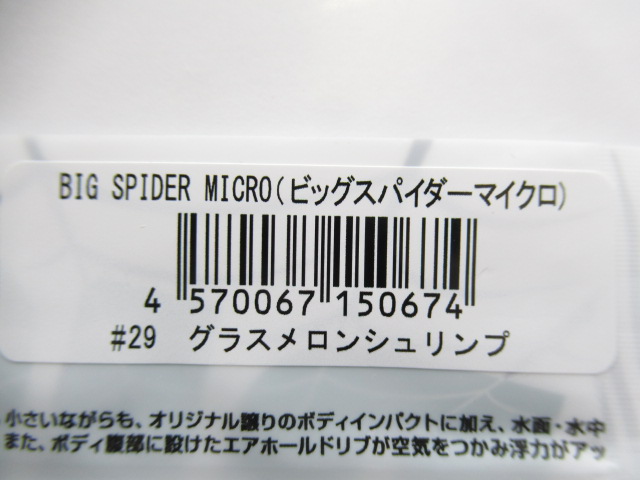 BIG SPIDER MICRO(ビッグスパイダーマイクロ)
4 570067 150674
#29 グラスメロンシュリンプ
小さいながらも、オリジナル譲りのボディインパクトに加え、水面・水中
また、ボディ腹部に設けたエアホールドリブが空気をつかみ浮力がアッ